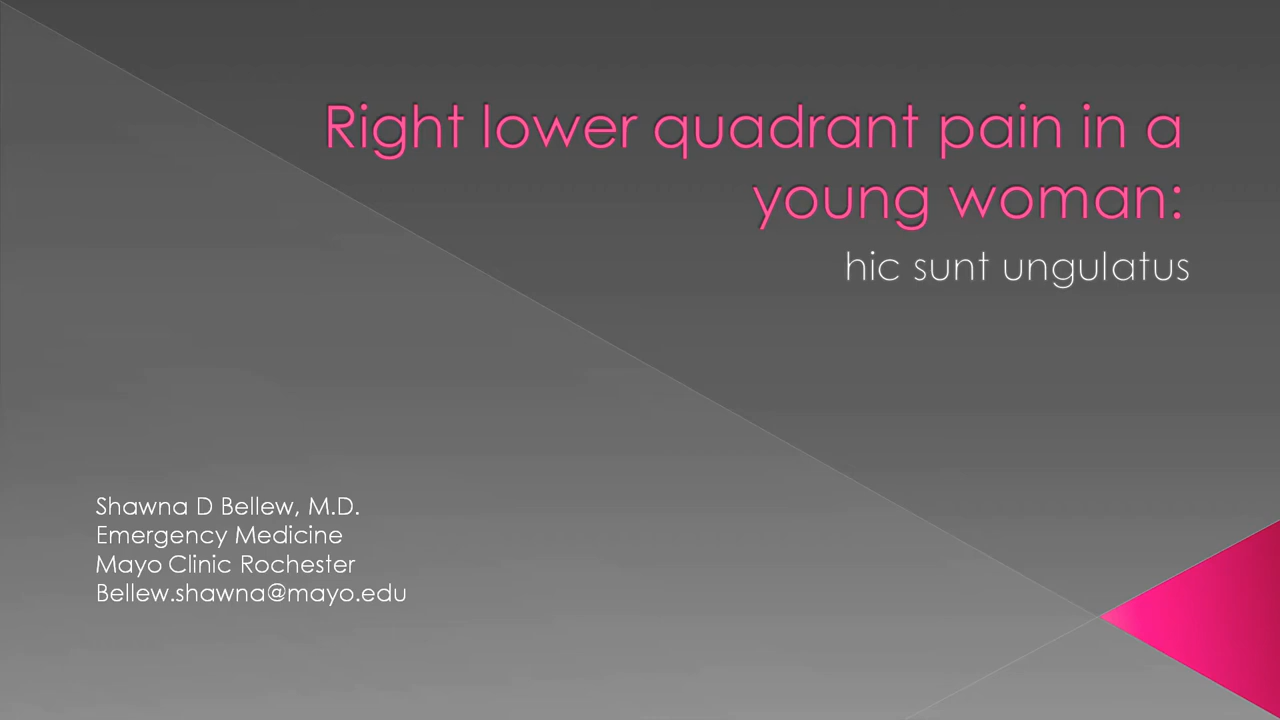 Right lower quadrant pain in a
young woman:
hic sunt ungulatus
Shawna D Bellew, M.D.
Emergency Medicine
Mayo Clinic Rochester
Bellew.shawna@mayo.edu